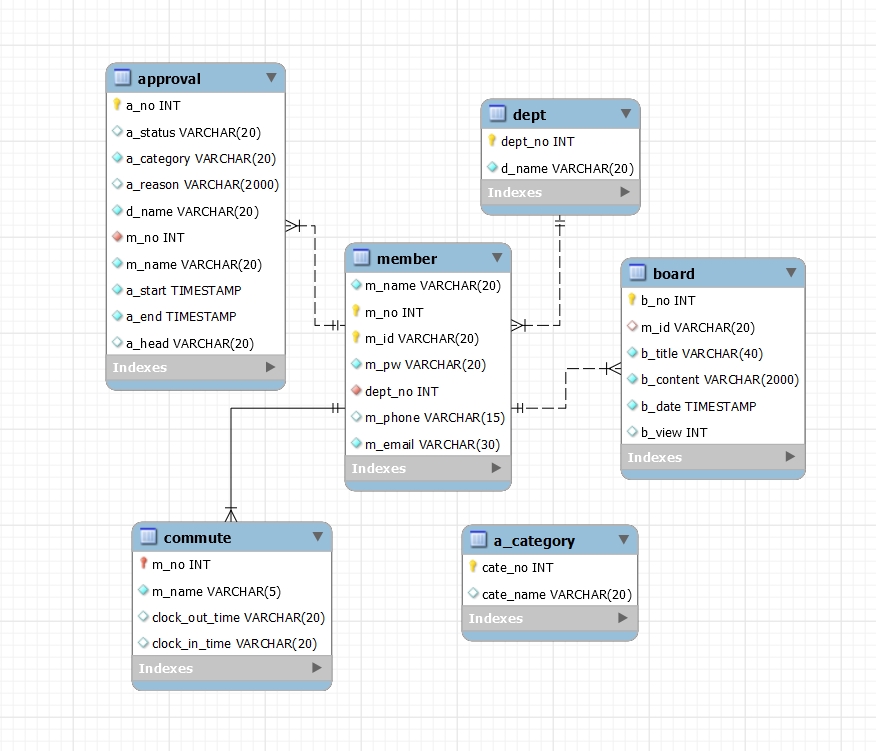 approval
a_no INT
a_status VARCHAR(20)
a_category VARCHAR(20)
a_reason VARCHAR(2000)
d_name VARCHAR(20)
m_no INT
m_name VARCHAR(20)
a_start TIMESTAMP
a_end TIMESTAMP
a_head VARCHAR(20)
Indexes
dept
dept_no INT
d_name VARCHAR(20)
Indexes
member
m_name VARCHAR(20)
m_no INT
m_id VARCHAR(20)
m_pw VARCHAR(20)
dept_no INT
m_phone VARCHAR(15)
m_email VARCHAR(30)
Indexes
board
b_no INT
m_id VARCHAR(20)
b_title VARCHAR(40)
b_content VARCHAR(2000)
b_date TIMESTAMP
b_view INT
Indexes
commute
m_no INT
m_name VARCHAR(5)
clock_out_time VARCHAR(20)
clock_in_time VARCHAR(20)
Indexes
a_category
cate_no INT
cate_name VARCHAR(20)
Indexes